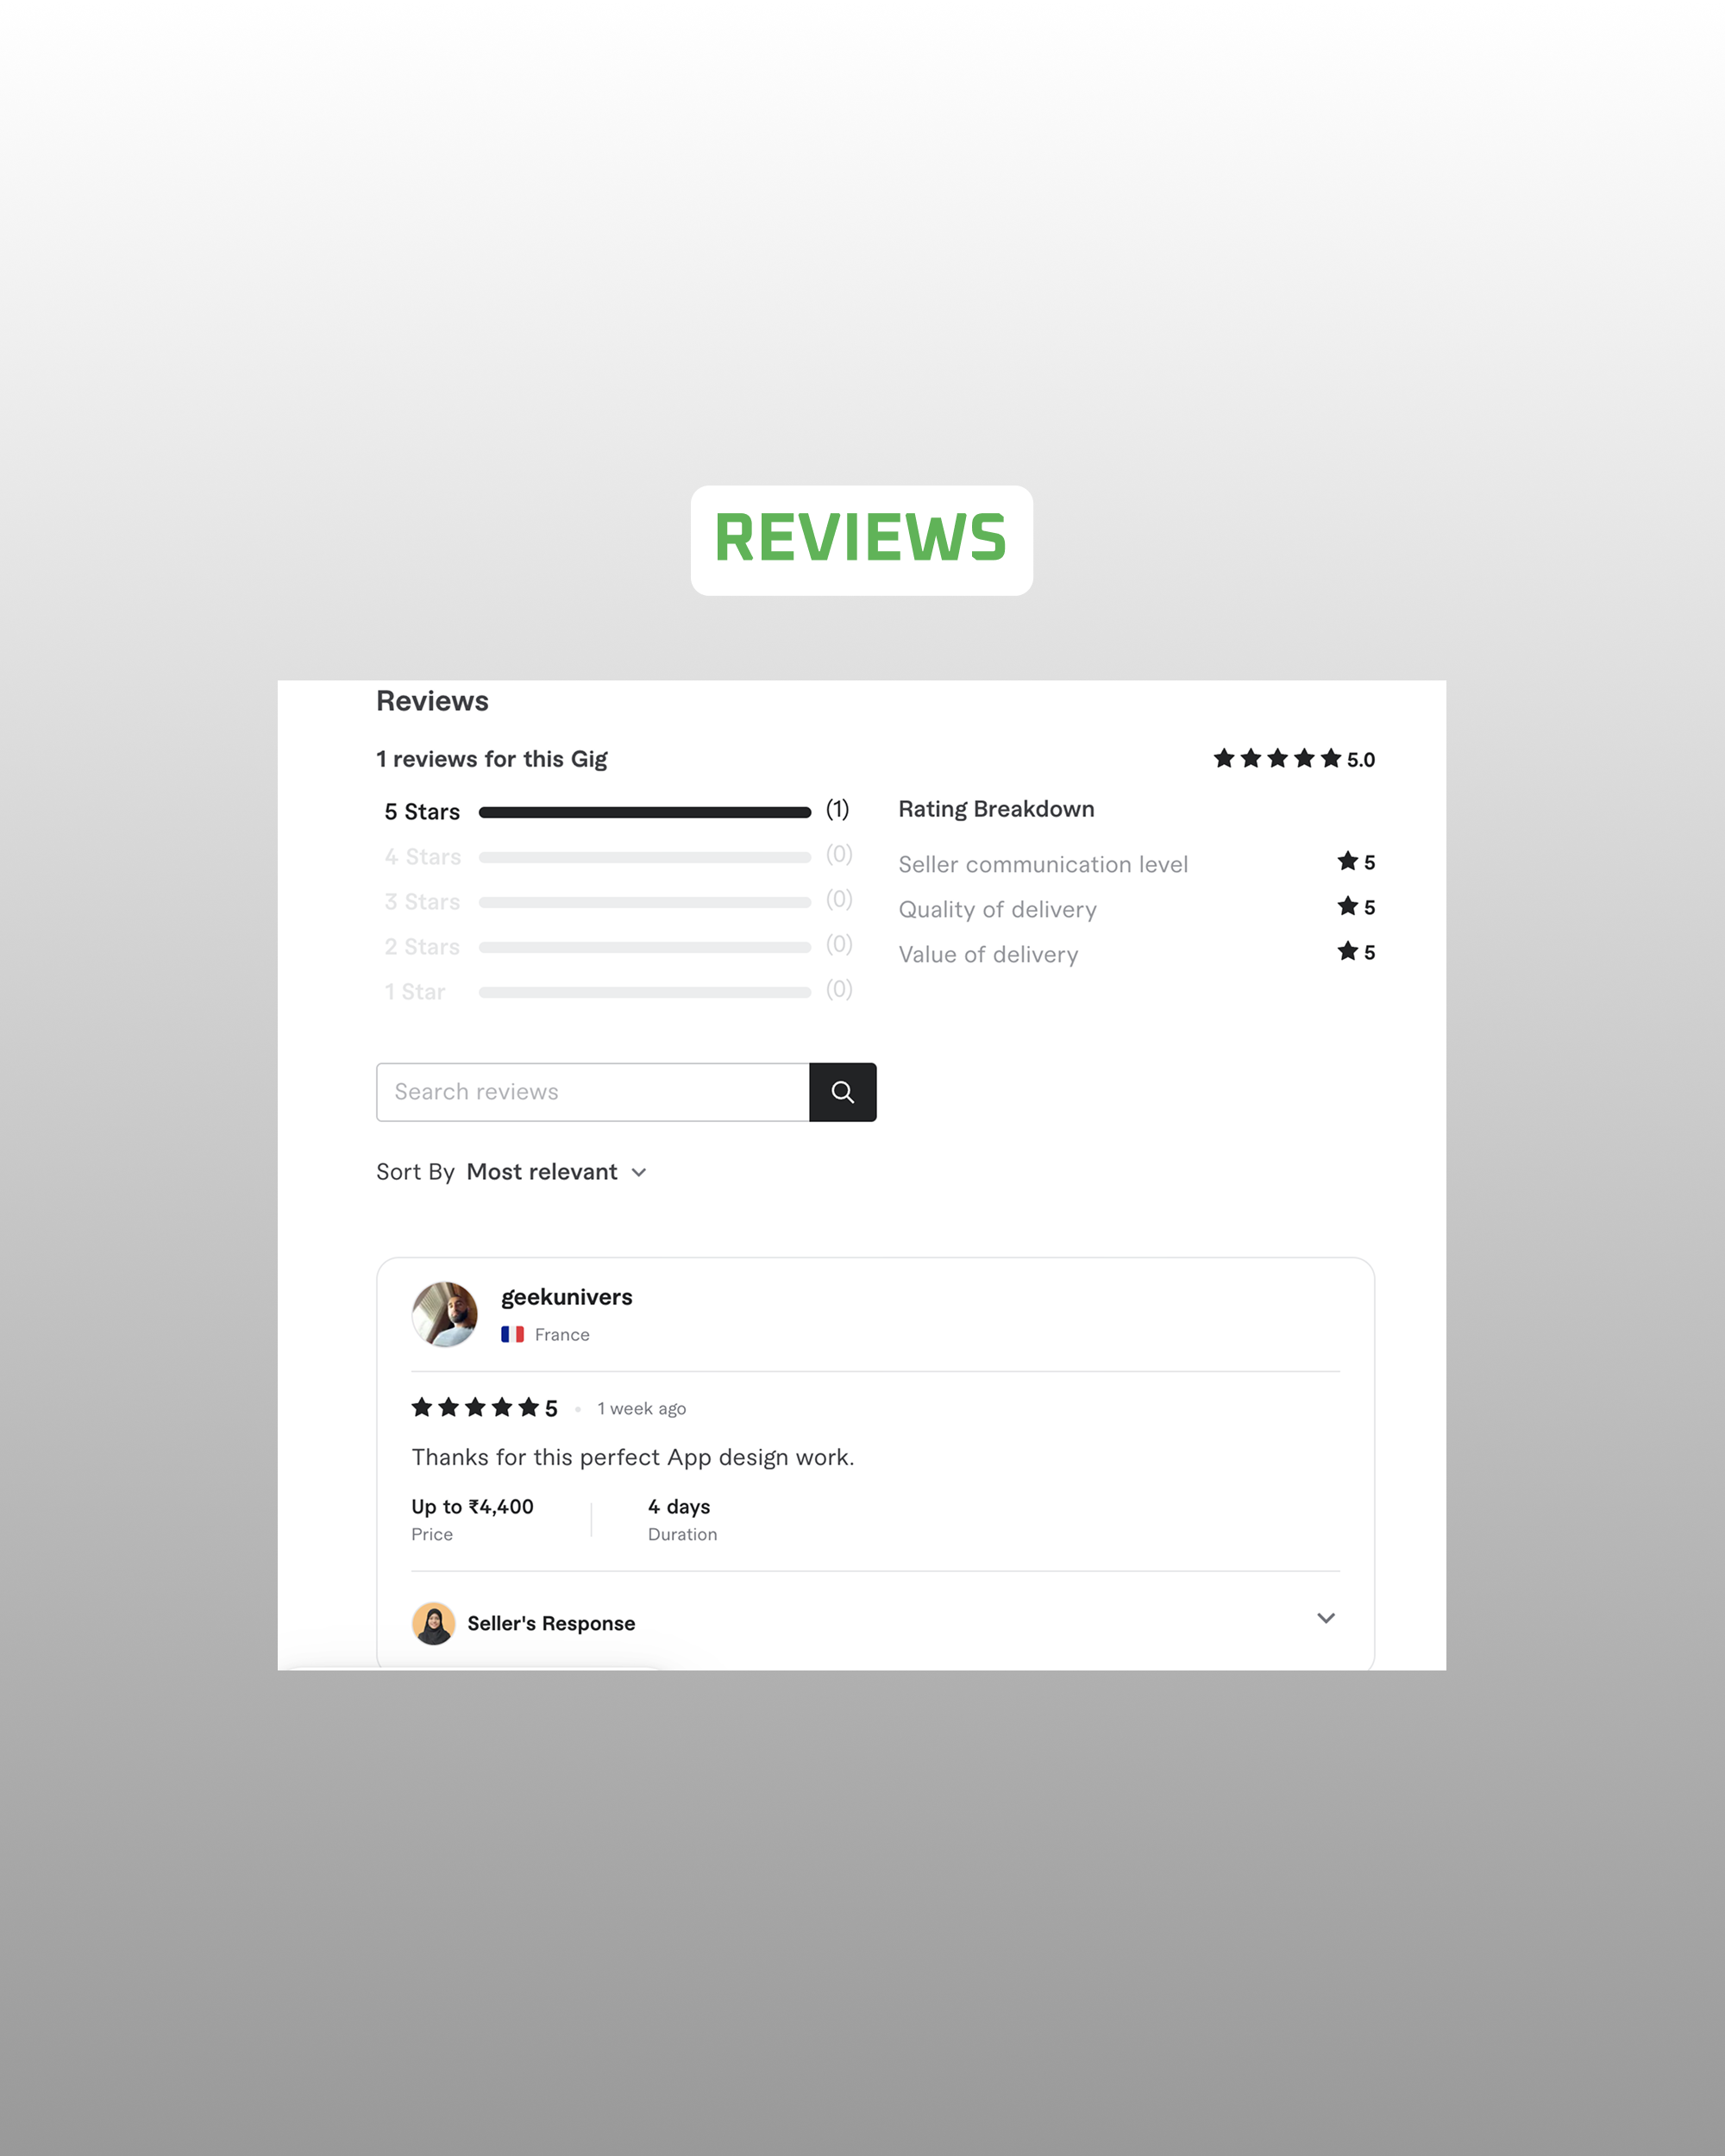 REVIEWS
Reviews
1 reviews for this Gig
5.0
5 Stars (1)
4 Stars (0)
3 Stars (0)
2 Stars (0)
1 Star (0)
Rating Breakdown
Seller communication level 5
Quality of delivery 5
Value of delivery 5
Search reviews
Sort By Most relevant
geekunivers
France
5 • 1 week ago
Thanks for this perfect App design work.
Up to ₹4,400
Price
4 days
Duration
Seller's Response